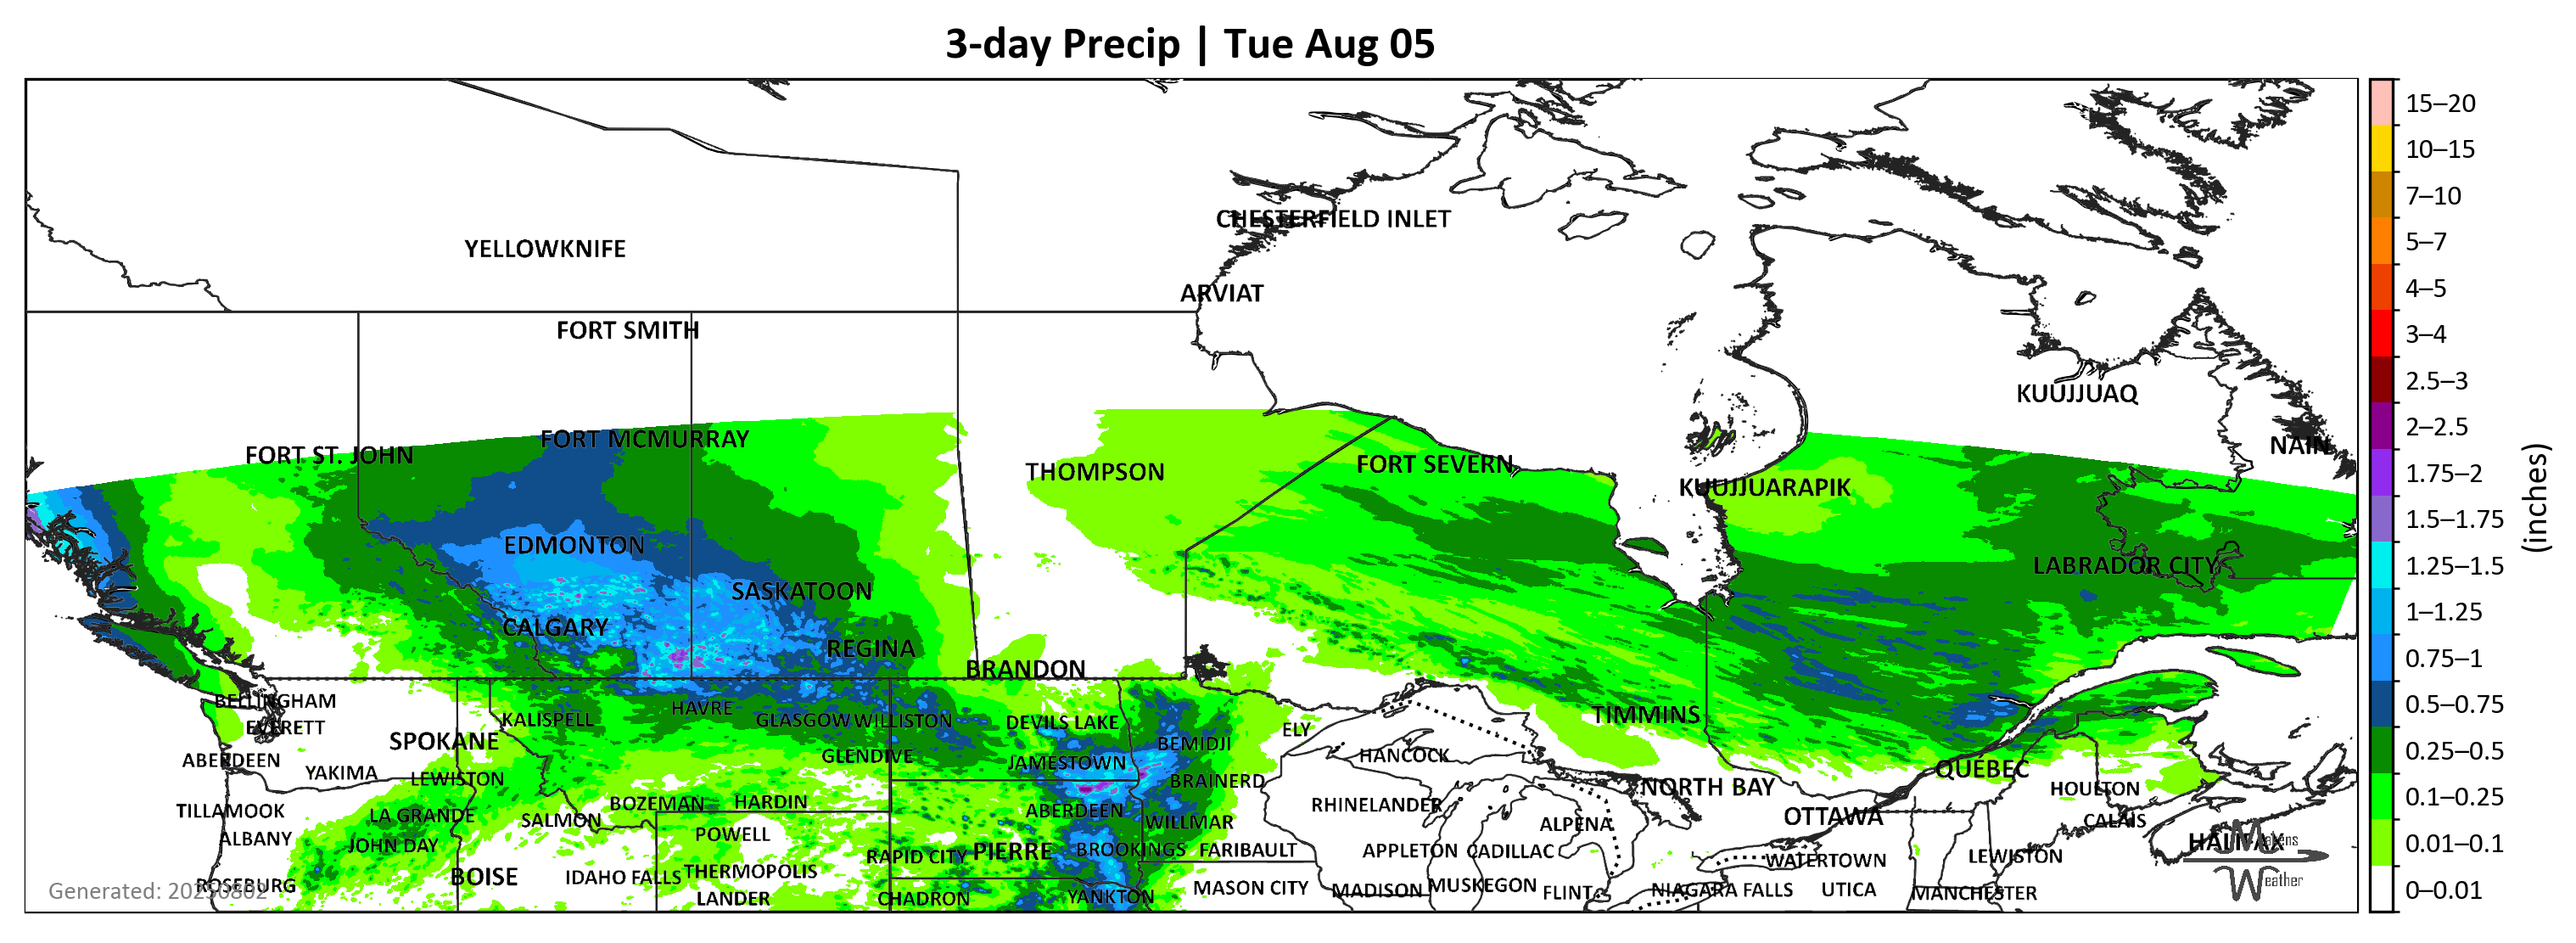 3-day Precip | Tue Aug 05
CHESTERFIELD INLET
YELLOWKNIFE
ARVIAT
FORT SMITH
KUUJJUAQ
FORT MCMURRAY
NAIN
FORT ST. JOHN
THOMPSON
FORT SEVERN
KUUJJUARAPIK
EDMONTON
LABRADOR CITY
SASKATOON
CALGARY
REGINA
BRANDON
BELLINGHAM
HAVRE
KALISPELL
GLASGOW
WILLISTON
DEVILS LAKE
TIMMINS
EVERETT
ELY
SPOKANE
BEMIDJI
HANCOCK
GLENDIVE
ABERDEEN
JAMESTOWN
QUÉBEC
YAKIMA
LEWISTON
BRAINERD
NORTH BAY
HOULTON
BOZEMAN
HARDIN
RHINELANDER
TILLAMOOK
LA GRANDE
SALMON
ABERDEEN
WILLMAR
ALPENA
OTTAWA
CALAIS
ALBANY
JOHN DAY
POWELL
HALIFAX
Matens
Weather
RAPID CITY
PIERRE
BROOKINGS
FARIBAULT
APPLETON
CADILLAC
WATERTOWN
LEWISTON
BOISE
IDAHO FALLS
THERMOPOLIS
ROSEBURG
Generated: 20250802
LANDER
CHADRON
YANKTON
MASON CITY
MADISON
MUSKEGON
FLINT
NIAGARA FALLS
UTICA
MANCHESTER
15–20
10–15
7–10
5–7
4–5
3–4
2.5–3
2–2.5
1.75–2
1.5–1.75
1.25–1.5
1–1.25
0.75–1
0.5–0.75
0.25–0.5
0.1–0.25
0.01–0.1
0–0.01
(inches)